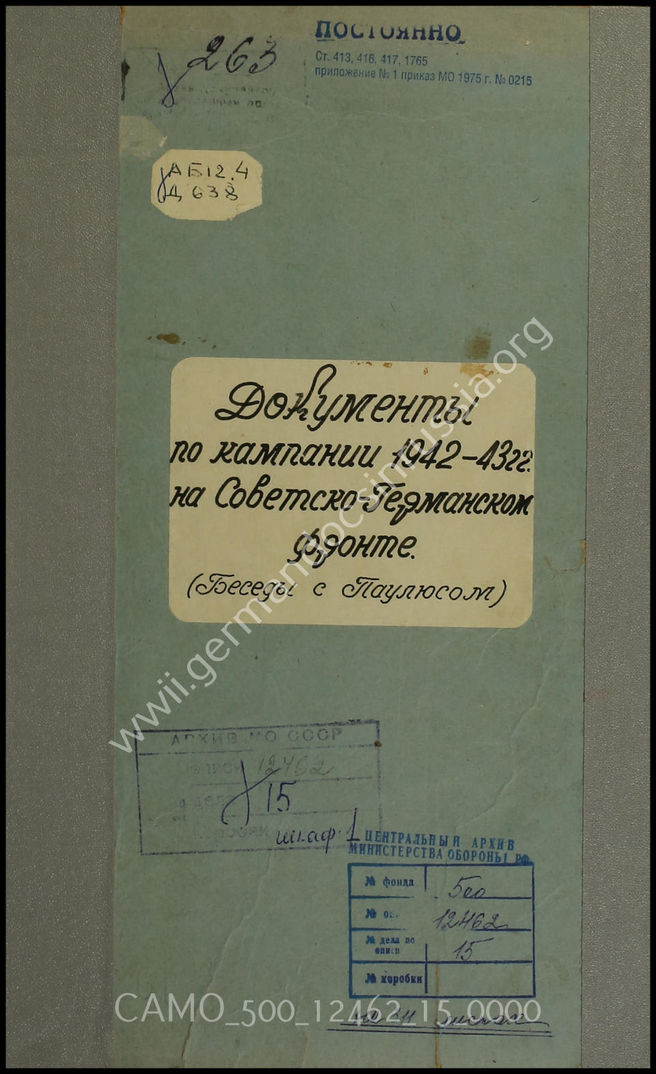 263
ПОСТОЯННО
Ст. 413, 416, 417, 1765
приложение № 1 приказ МО 1975 г. № 0215
АБ12.4
Д 638
Документы
по кампании 1942-43гг.
на Советско-Германском
фронте.
(Беседы с Паулюсом)
wwii.germandocsinrussia.org
АРХИВ МО СССР
12462
15
шкаф 1
ЦЕНТРАЛЬНЫЙ АРХИВ
МИНИСТЕРСТВА ОБОРОНЫ РФ
№ фонда 500
№ оп. 12462
№ дела по описи 15
№ коробки
CAMO_500_12462_15_0000